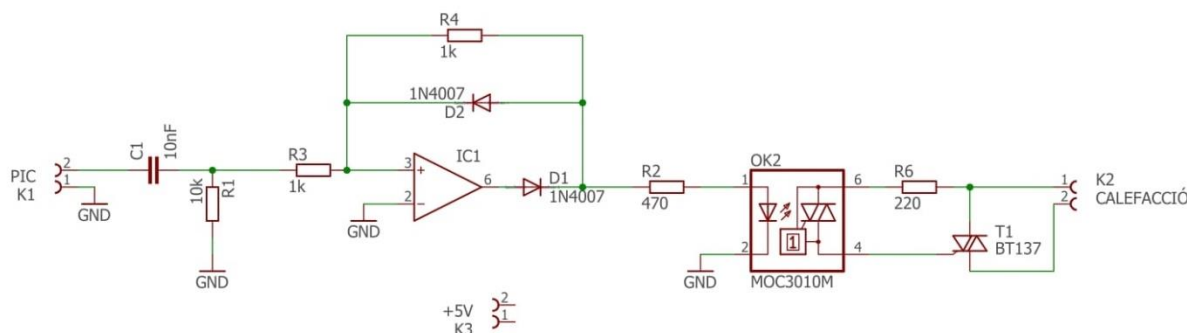 R4
1k
1N4007
D2
C1
10nF
R3
1k
3
+
IC1
2
−
6
D1
1N4007
R2
470
OK2
1
6
1
2
4
MOC3010M
R6
220
1
2
K2
CALEFACCIÓ
T1
BT137
PIC
K1
2
1
GND
10k
R1
GND
GND
GND
+5V
K3
2
1